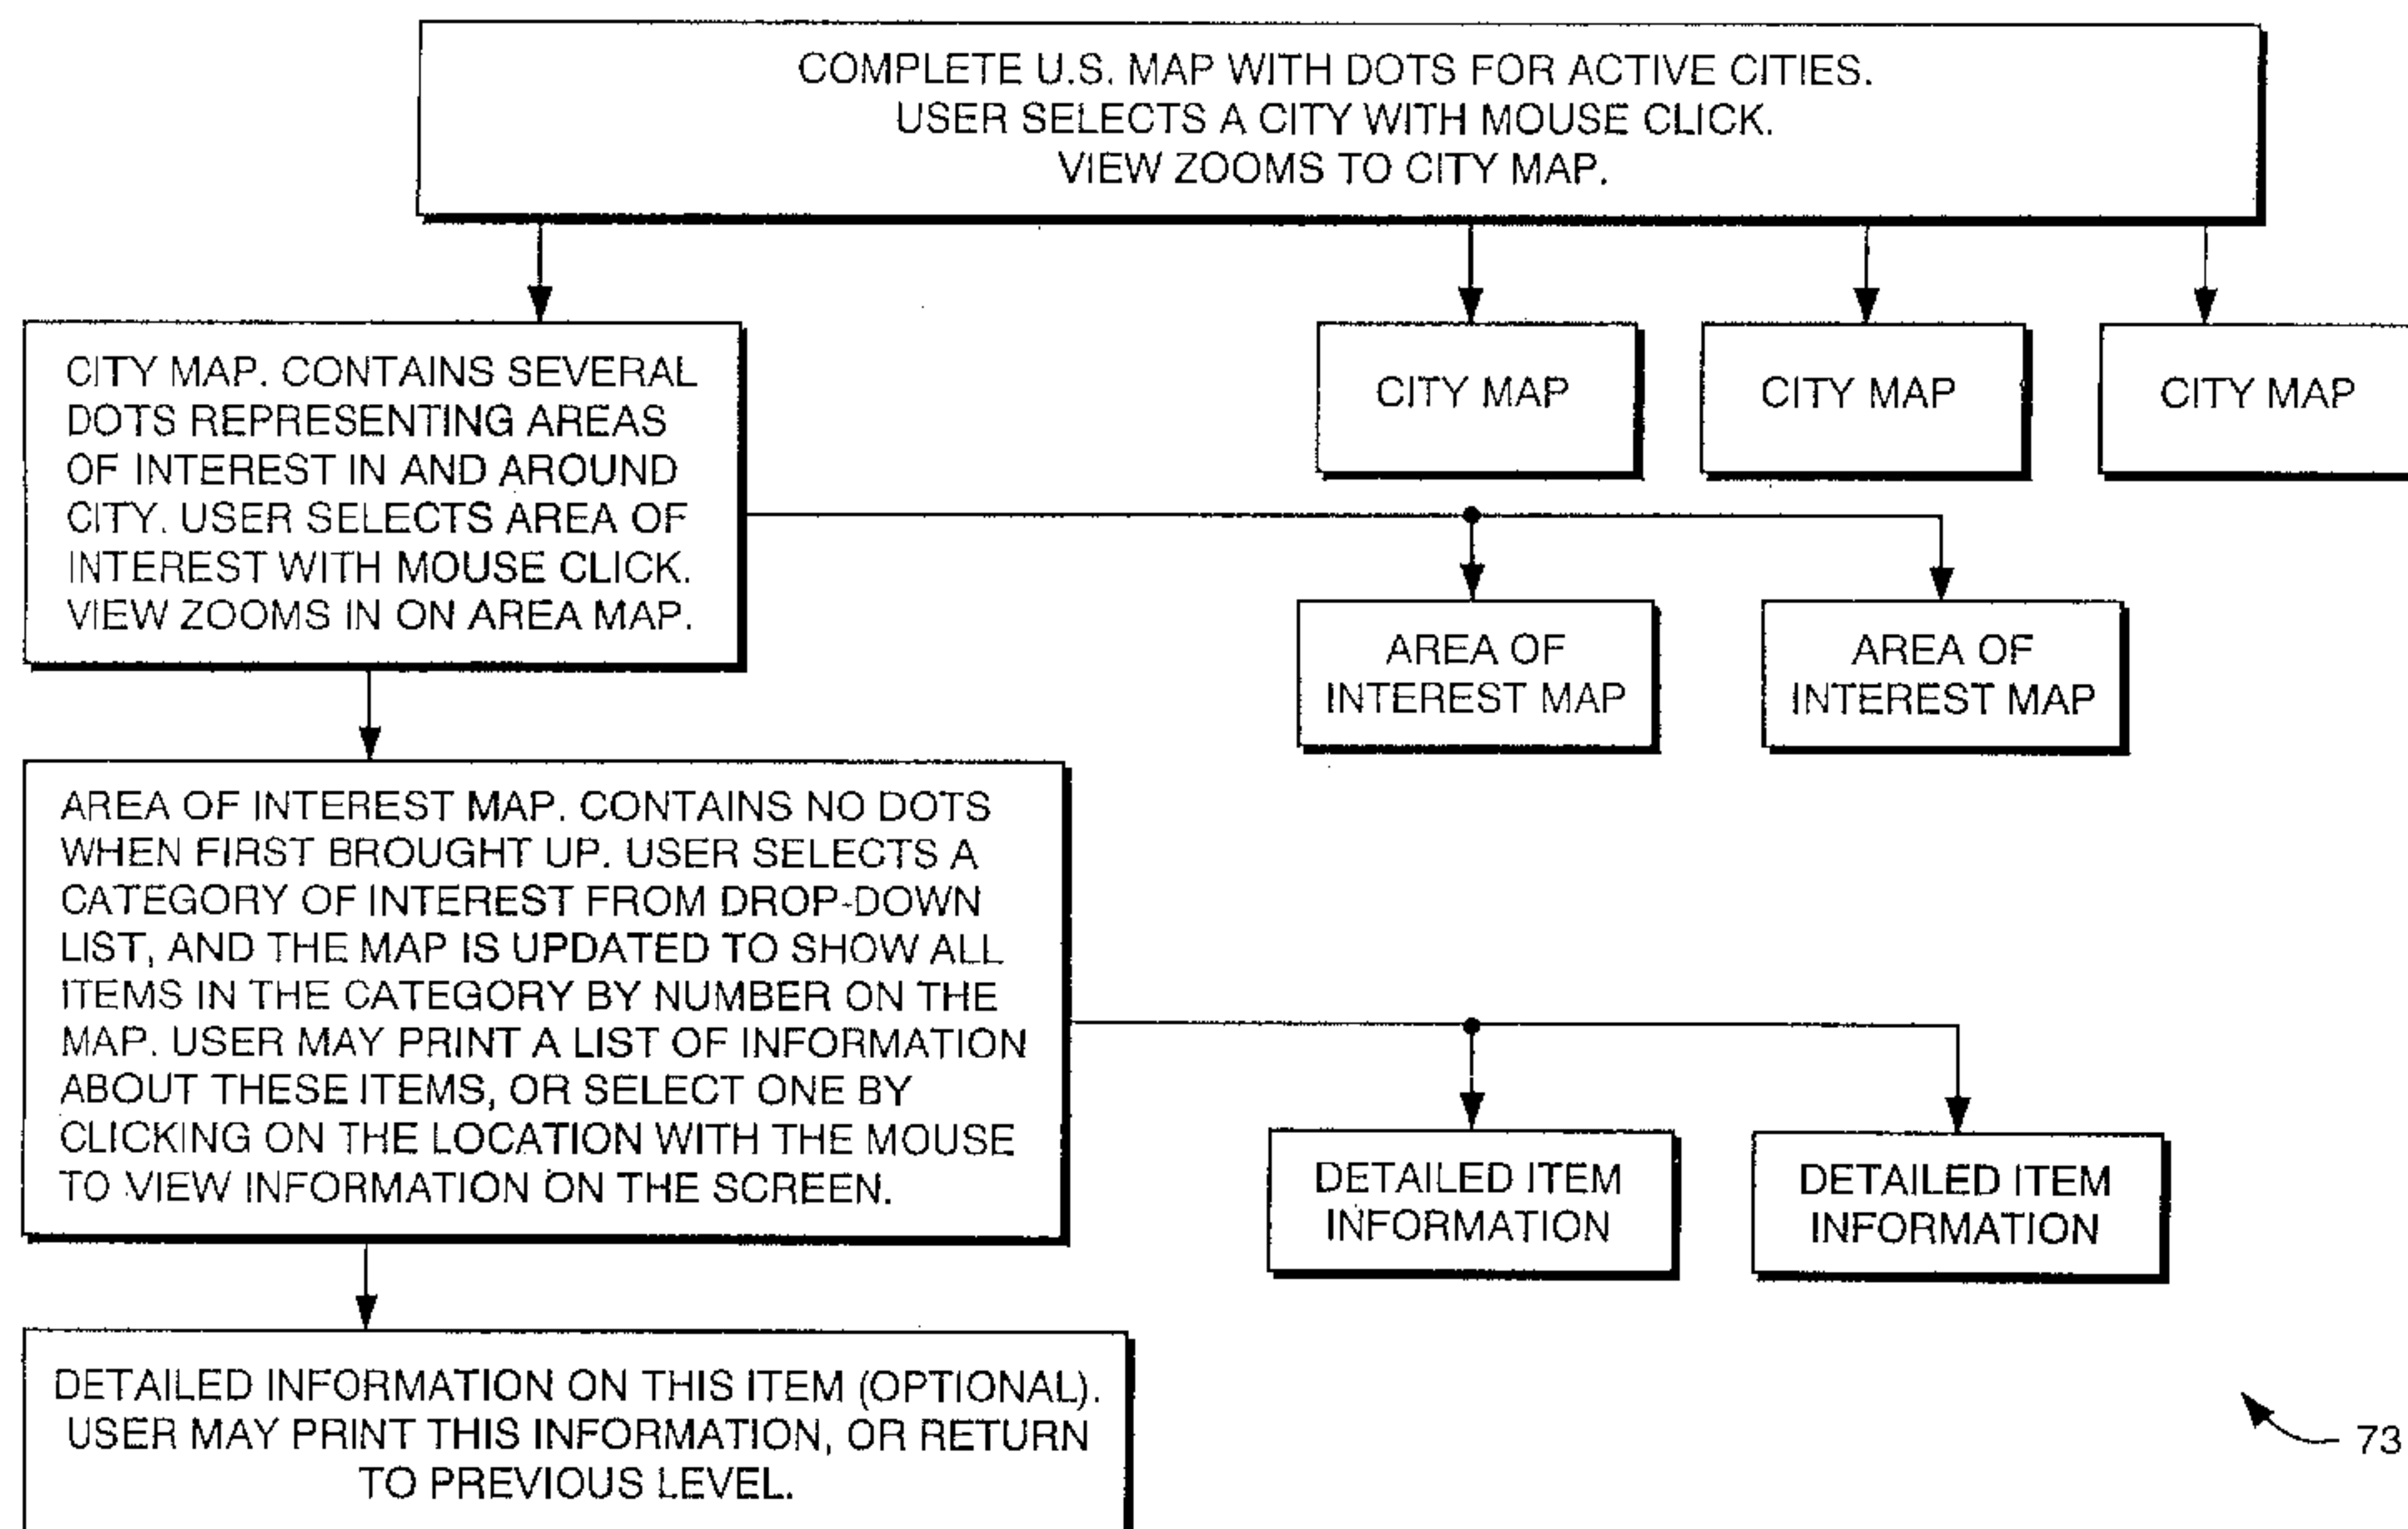 COMPLETE U.S. MAP WITH DOTS FOR ACTIVE CITIES.
USER SELECTS A CITY WITH MOUSE CLICK.
VIEW ZOOMS TO CITY MAP.
CITY MAP. CONTAINS SEVERAL
DOTS REPRESENTING AREAS
OF INTEREST IN AND AROUND
CITY. USER SELECTS AREA OF
INTEREST WITH MOUSE CLICK.
VIEW ZOOMS IN ON AREA MAP.
CITY MAP
CITY MAP
CITY MAP
AREA OF
INTEREST MAP
AREA OF
INTEREST MAP
AREA OF INTEREST MAP. CONTAINS NO DOTS
WHEN FIRST BROUGHT UP. USER SELECTS A
CATEGORY OF INTEREST FROM DROP-DOWN
LIST, AND THE MAP IS UPDATED TO SHOW ALL
ITEMS IN THE CATEGORY BY NUMBER ON THE
MAP. USER MAY PRINT A LIST OF INFORMATION
ABOUT THESE ITEMS, OR SELECT ONE BY
CLICKING ON THE LOCATION WITH THE MOUSE
TO VIEW INFORMATION ON THE SCREEN.
DETAILED ITEM
INFORMATION
DETAILED ITEM
INFORMATION
DETAILED INFORMATION ON THIS ITEM (OPTIONAL).
USER MAY PRINT THIS INFORMATION, OR RETURN
TO PREVIOUS LEVEL.
73